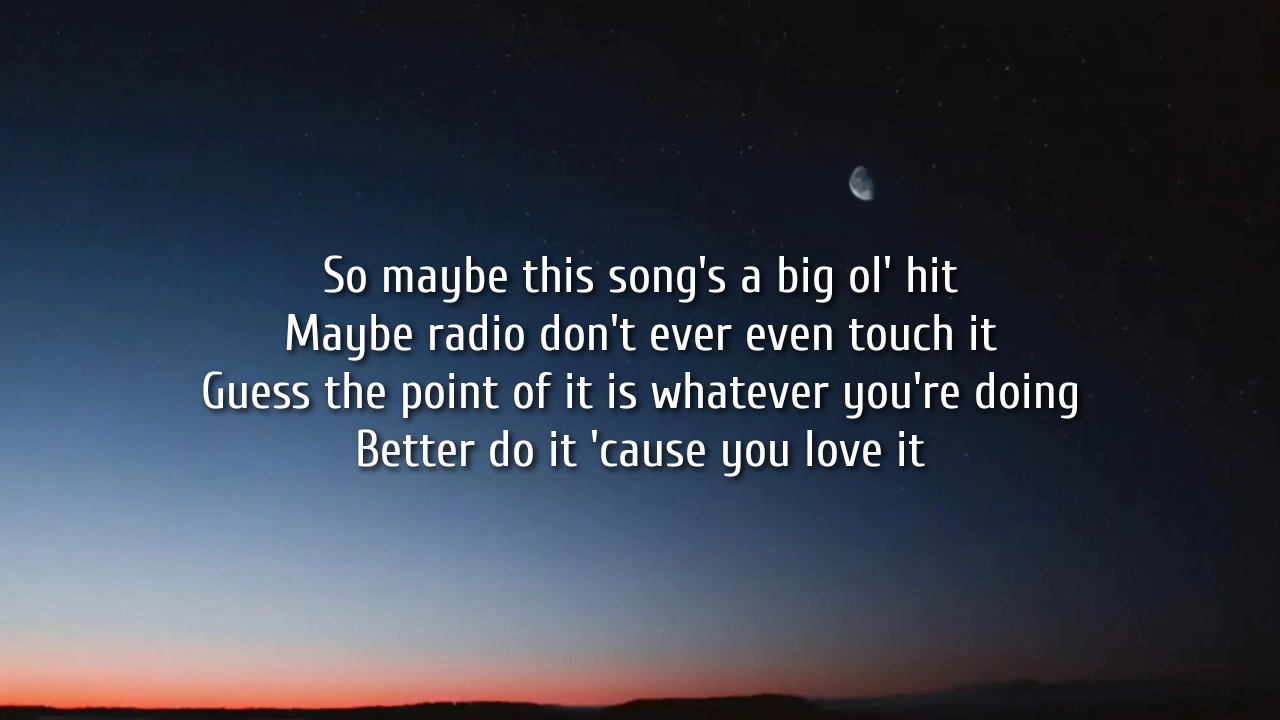 So maybe this song's a big ol' hit
Maybe radio don't ever even touch it
Guess the point of it is whatever you're doing
Better do it 'cause you love it